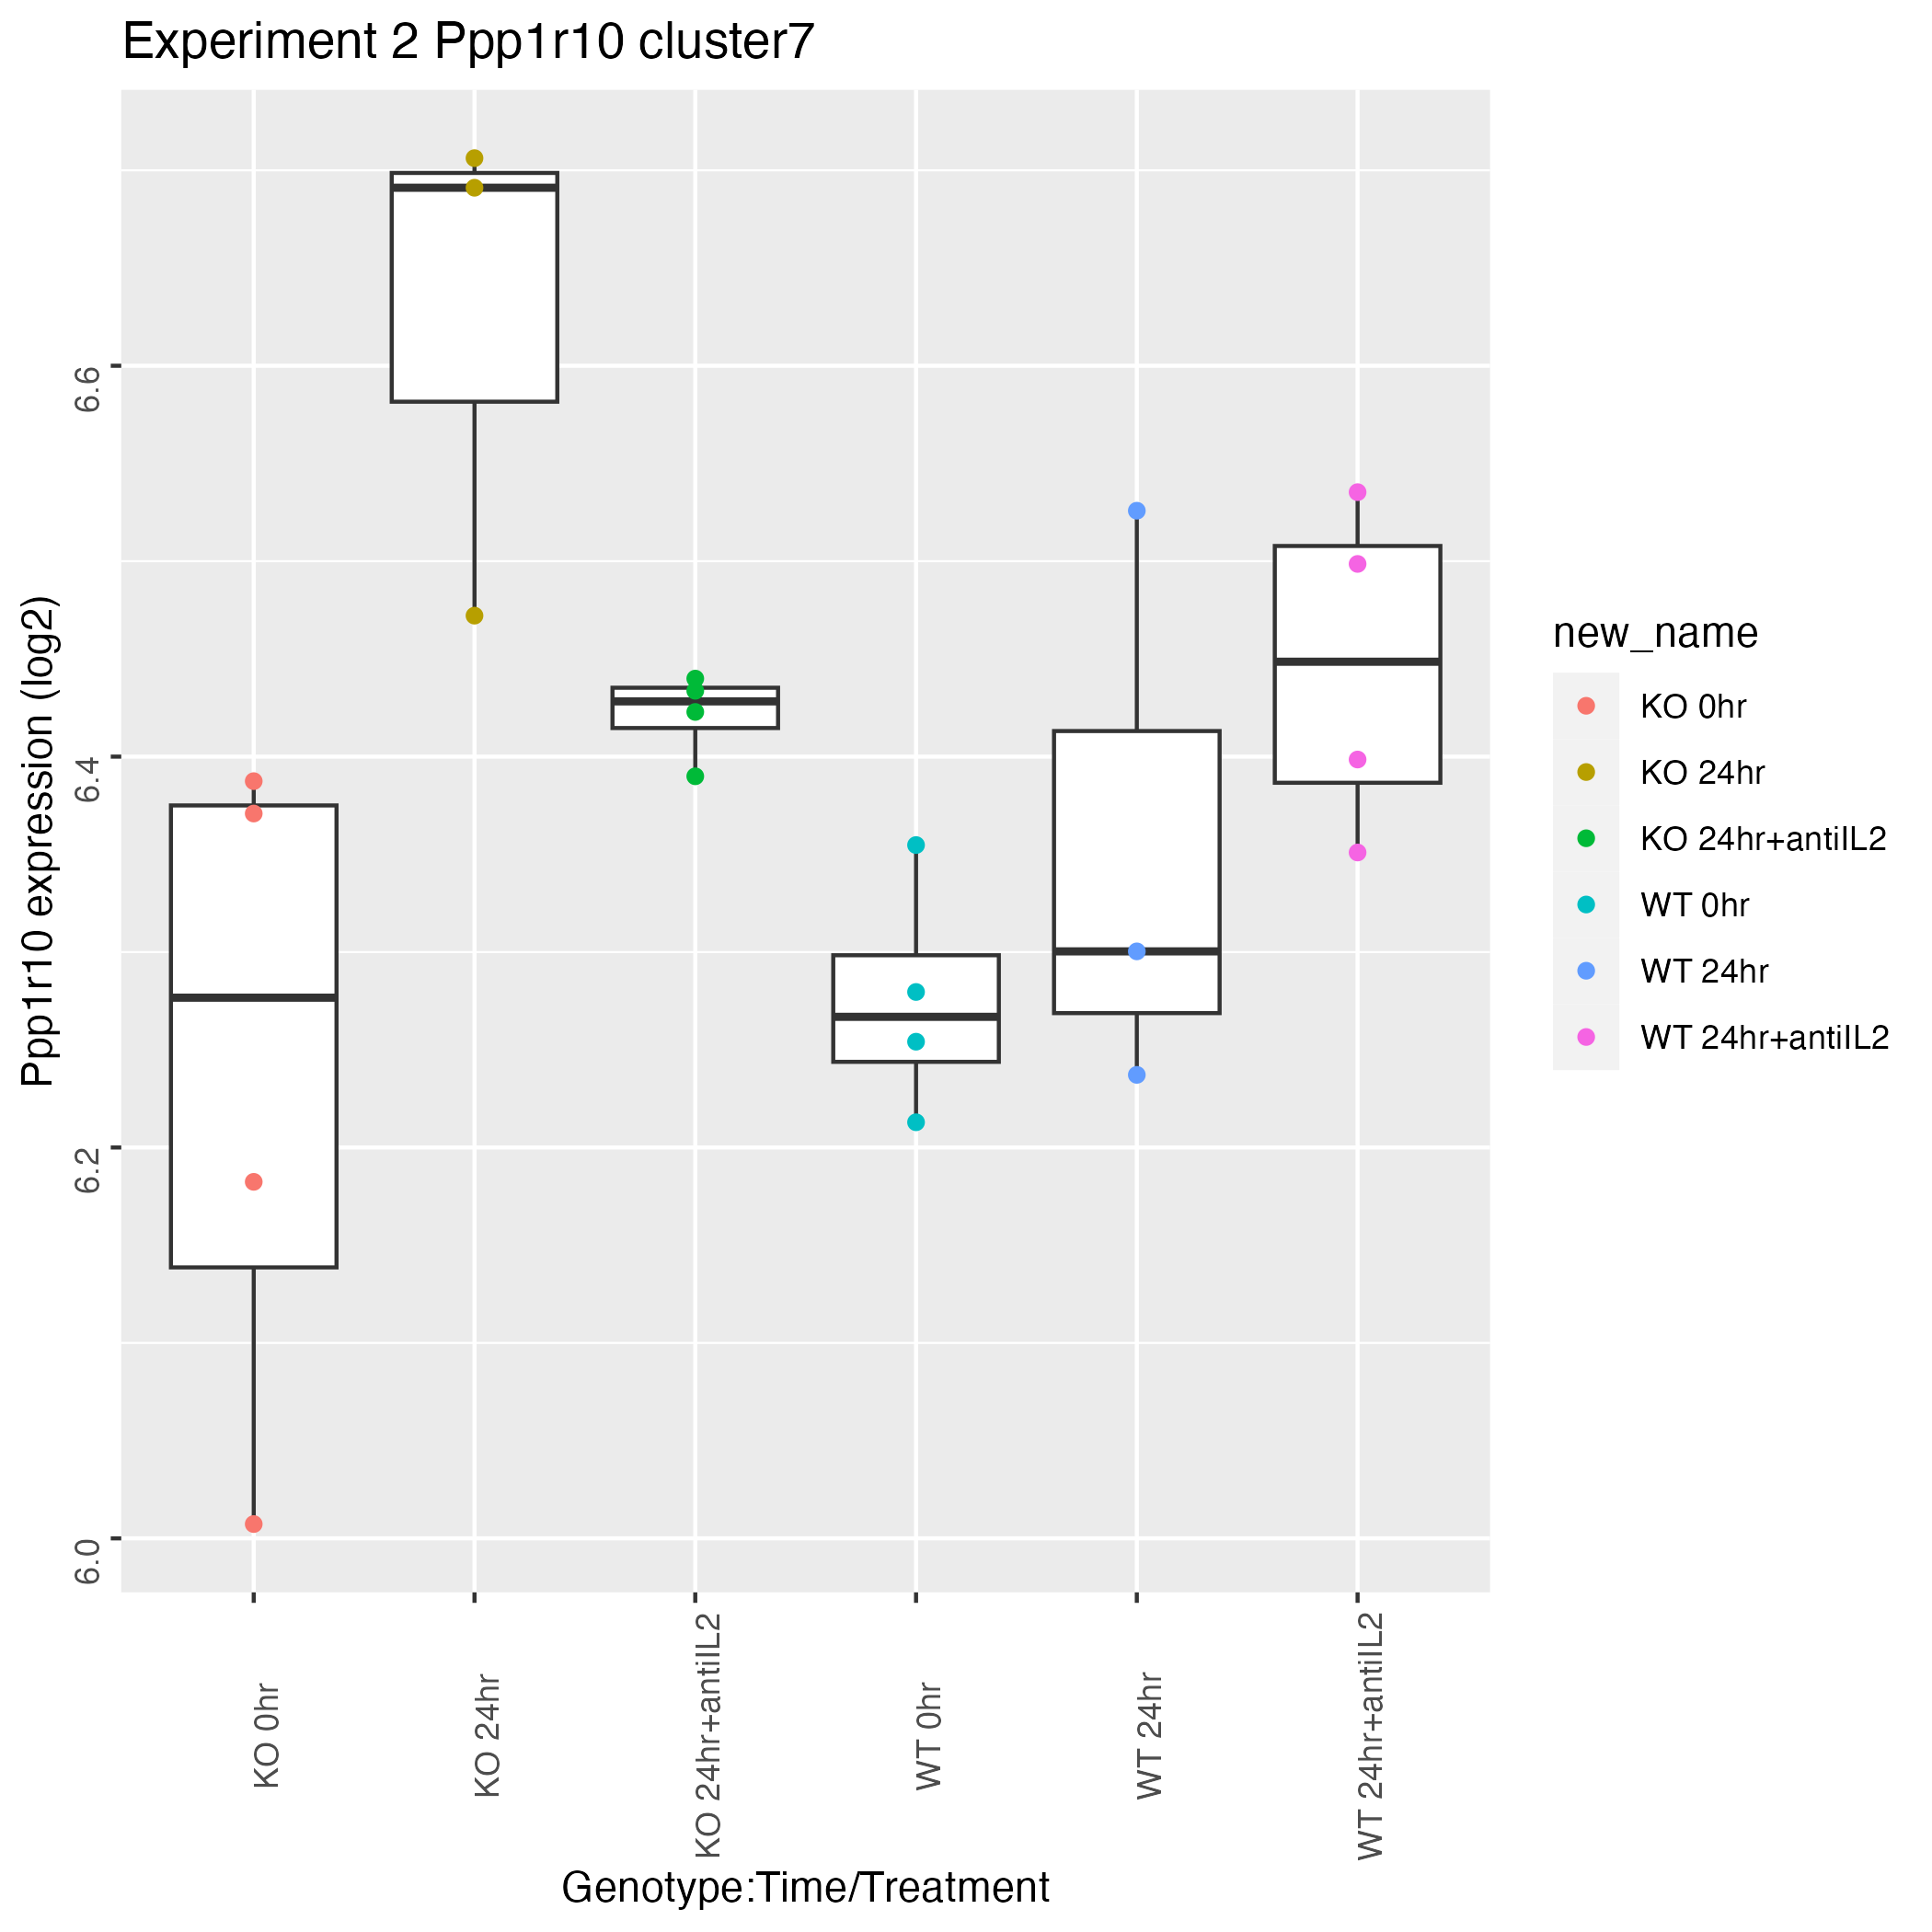 Experiment 2 Ppp1r10 cluster7
Ppp1r10 expression (log2)
6.6
6.4
6.2
6.0
KO 0hr
KO 24hr
KO 24hr+antiIL2
WT 0hr
WT 24hr
WT 24hr+antiIL2
Genotype:Time/Treatment
new_name
KO 0hr
KO 24hr
KO 24hr+antiIL2
WT 0hr
WT 24hr
WT 24hr+antiIL2